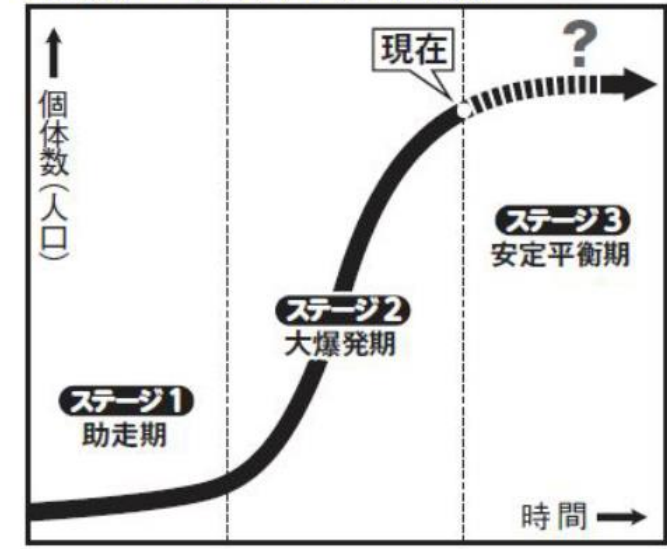 個体数(人口)
現在
?
ステージ3
安定平衡期
ステージ2
大爆発期
ステージ1
助走期
時間